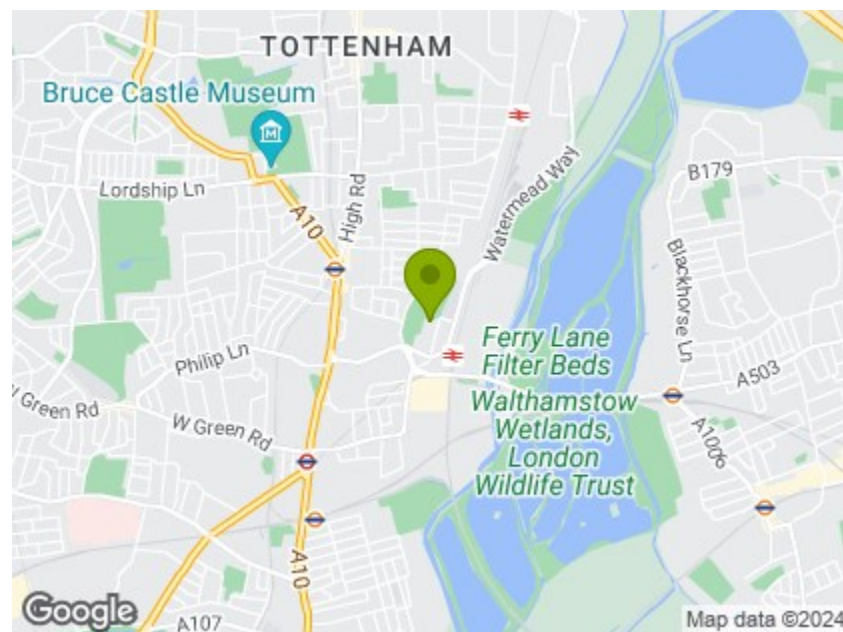 TOTTENHAM
Bruce Castle Museum
M
Lordship Ln
A10
High Rd
Watermead Way
B179
Blackhorse Ln
Philip Ln
Ferry Lane
Filter Beds
A503
Green Rd
W Green Rd
Walthamstow
Wetlands,
London
Wildlife Trust
A1006
A10
A107
Google
Map data ©2024